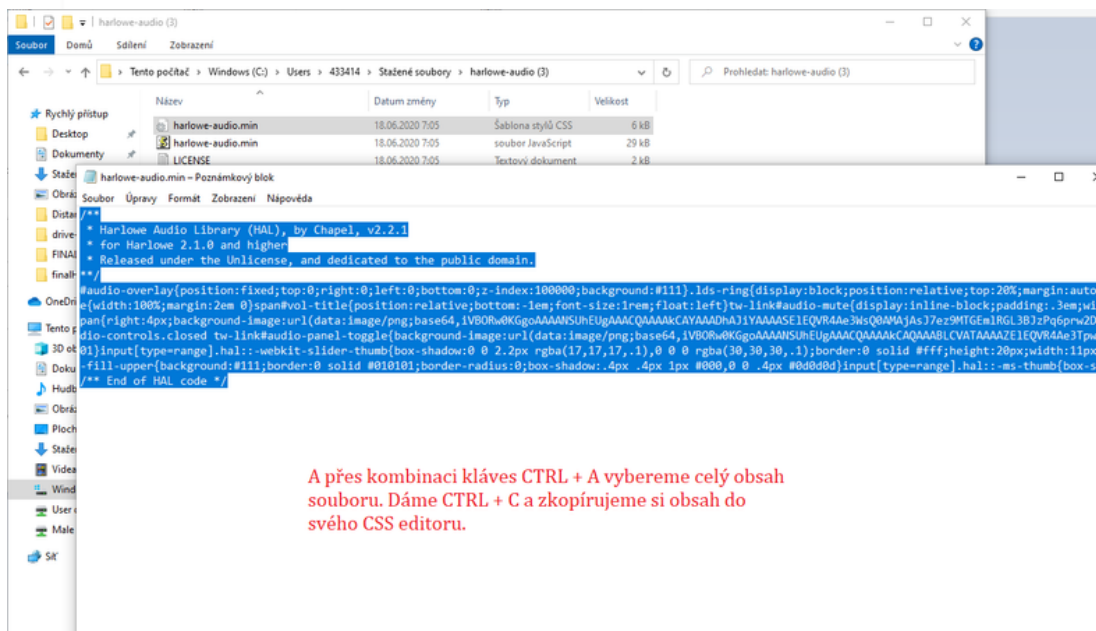 harlowe-audio (3)
Soubor Domů Sdílení Zobrazení
Tento počítač > Windows (C:) > Users > 433414 > Stažené soubory > harlowe-audio (3)
Prohledat: harlowe-audio (3)
Název Datum změny Typ Velikost
Rychlý přístup
Desktop
Dokumenty
harlowe-audio.min 18.06.2020 7:05 Šablona stylů CSS 6 kB
harlowe-audio.min 18.06.2020 7:05 soubor JavaScript 29 kB
LICENSE 18.06.2020 7:05 Textový dokument 2 kB
harlowe-audio.min – Poznámkový blok
Soubor Úpravy Formát Zobrazení Nápověda
/**
* Harlowe Audio Library (HAL), by Chapel, v2.2.1
* for Harlowe 2.1.0 and higher
* Released under the Unlicense, and dedicated to the public domain.
**/
#audio-overlay{position:fixed;top:0;right:0;left:0;bottom:0;z-index:100000;background:#111}.lds-ring{display:block;position:relative;top:20%;margin:auto
e{width:100%;margin:2em 0}span#vol-title{position:relative;bottom:-1em;font-size:1rem;float:left}tw-link#audio-mute{display:inline-block;padding:.3em;wi
pan{right:4px;background-image:url(data:image/png;base64,
dio-controls.closed tw-link#audio-panel-toggle{background-image:url(data:image/png;base64,
01}input[type=range].hal::-webkit-slider-thumb{box-shadow:0 0 2.2px rgba(17,17,17,.1),0 0 0 rgba(30,30,30,.1);border:0 solid #fff;height:20px;width:11px
-fill-upper{background:#111;border:0 solid #010101;border-radius:0;box-shadow:.4px .4px 1px #000,0 0 .4px #0d0d0d}input[type=range].hal::-ms-thumb{box-s
/** End of HAL code */
Staže
Obráz
Distar
drive-
FINAL
finalH
OneDri
Tento p
3D ob
Doku
Hudb
Obráz
Ploch
Staže
Videa
Wind
User
Male
Síť
A přes kombinaci kláves CTRL + A vybereme celý obsah
souboru. Dáme CTRL + C a zkopírujeme si obsah do
svého CSS editoru.